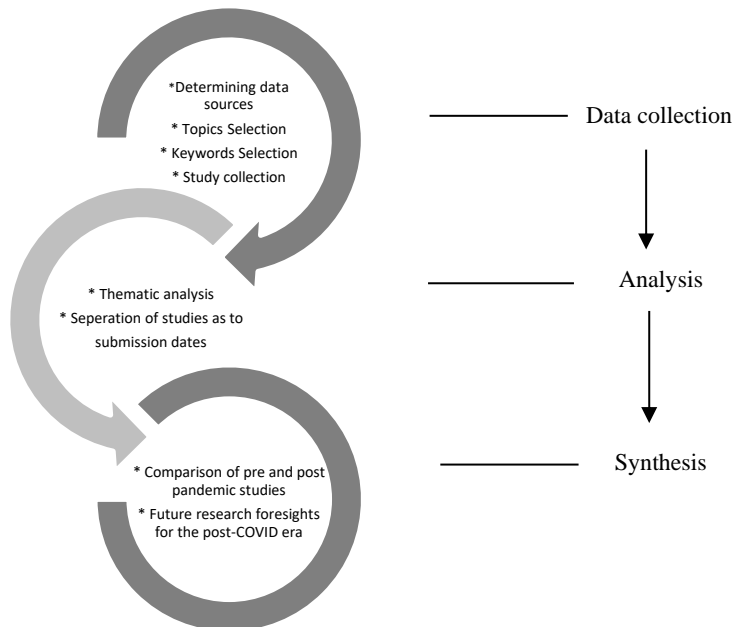 *Determining data
sources
* Topics Selection
* Keywords Selection
* Study collection
Data collection
* Thematic analysis
* Seperation of studies as to
submission dates
Analysis
* Comparison of pre and post
pandemic studies
* Future research foresights
for the post-COVID era
Synthesis